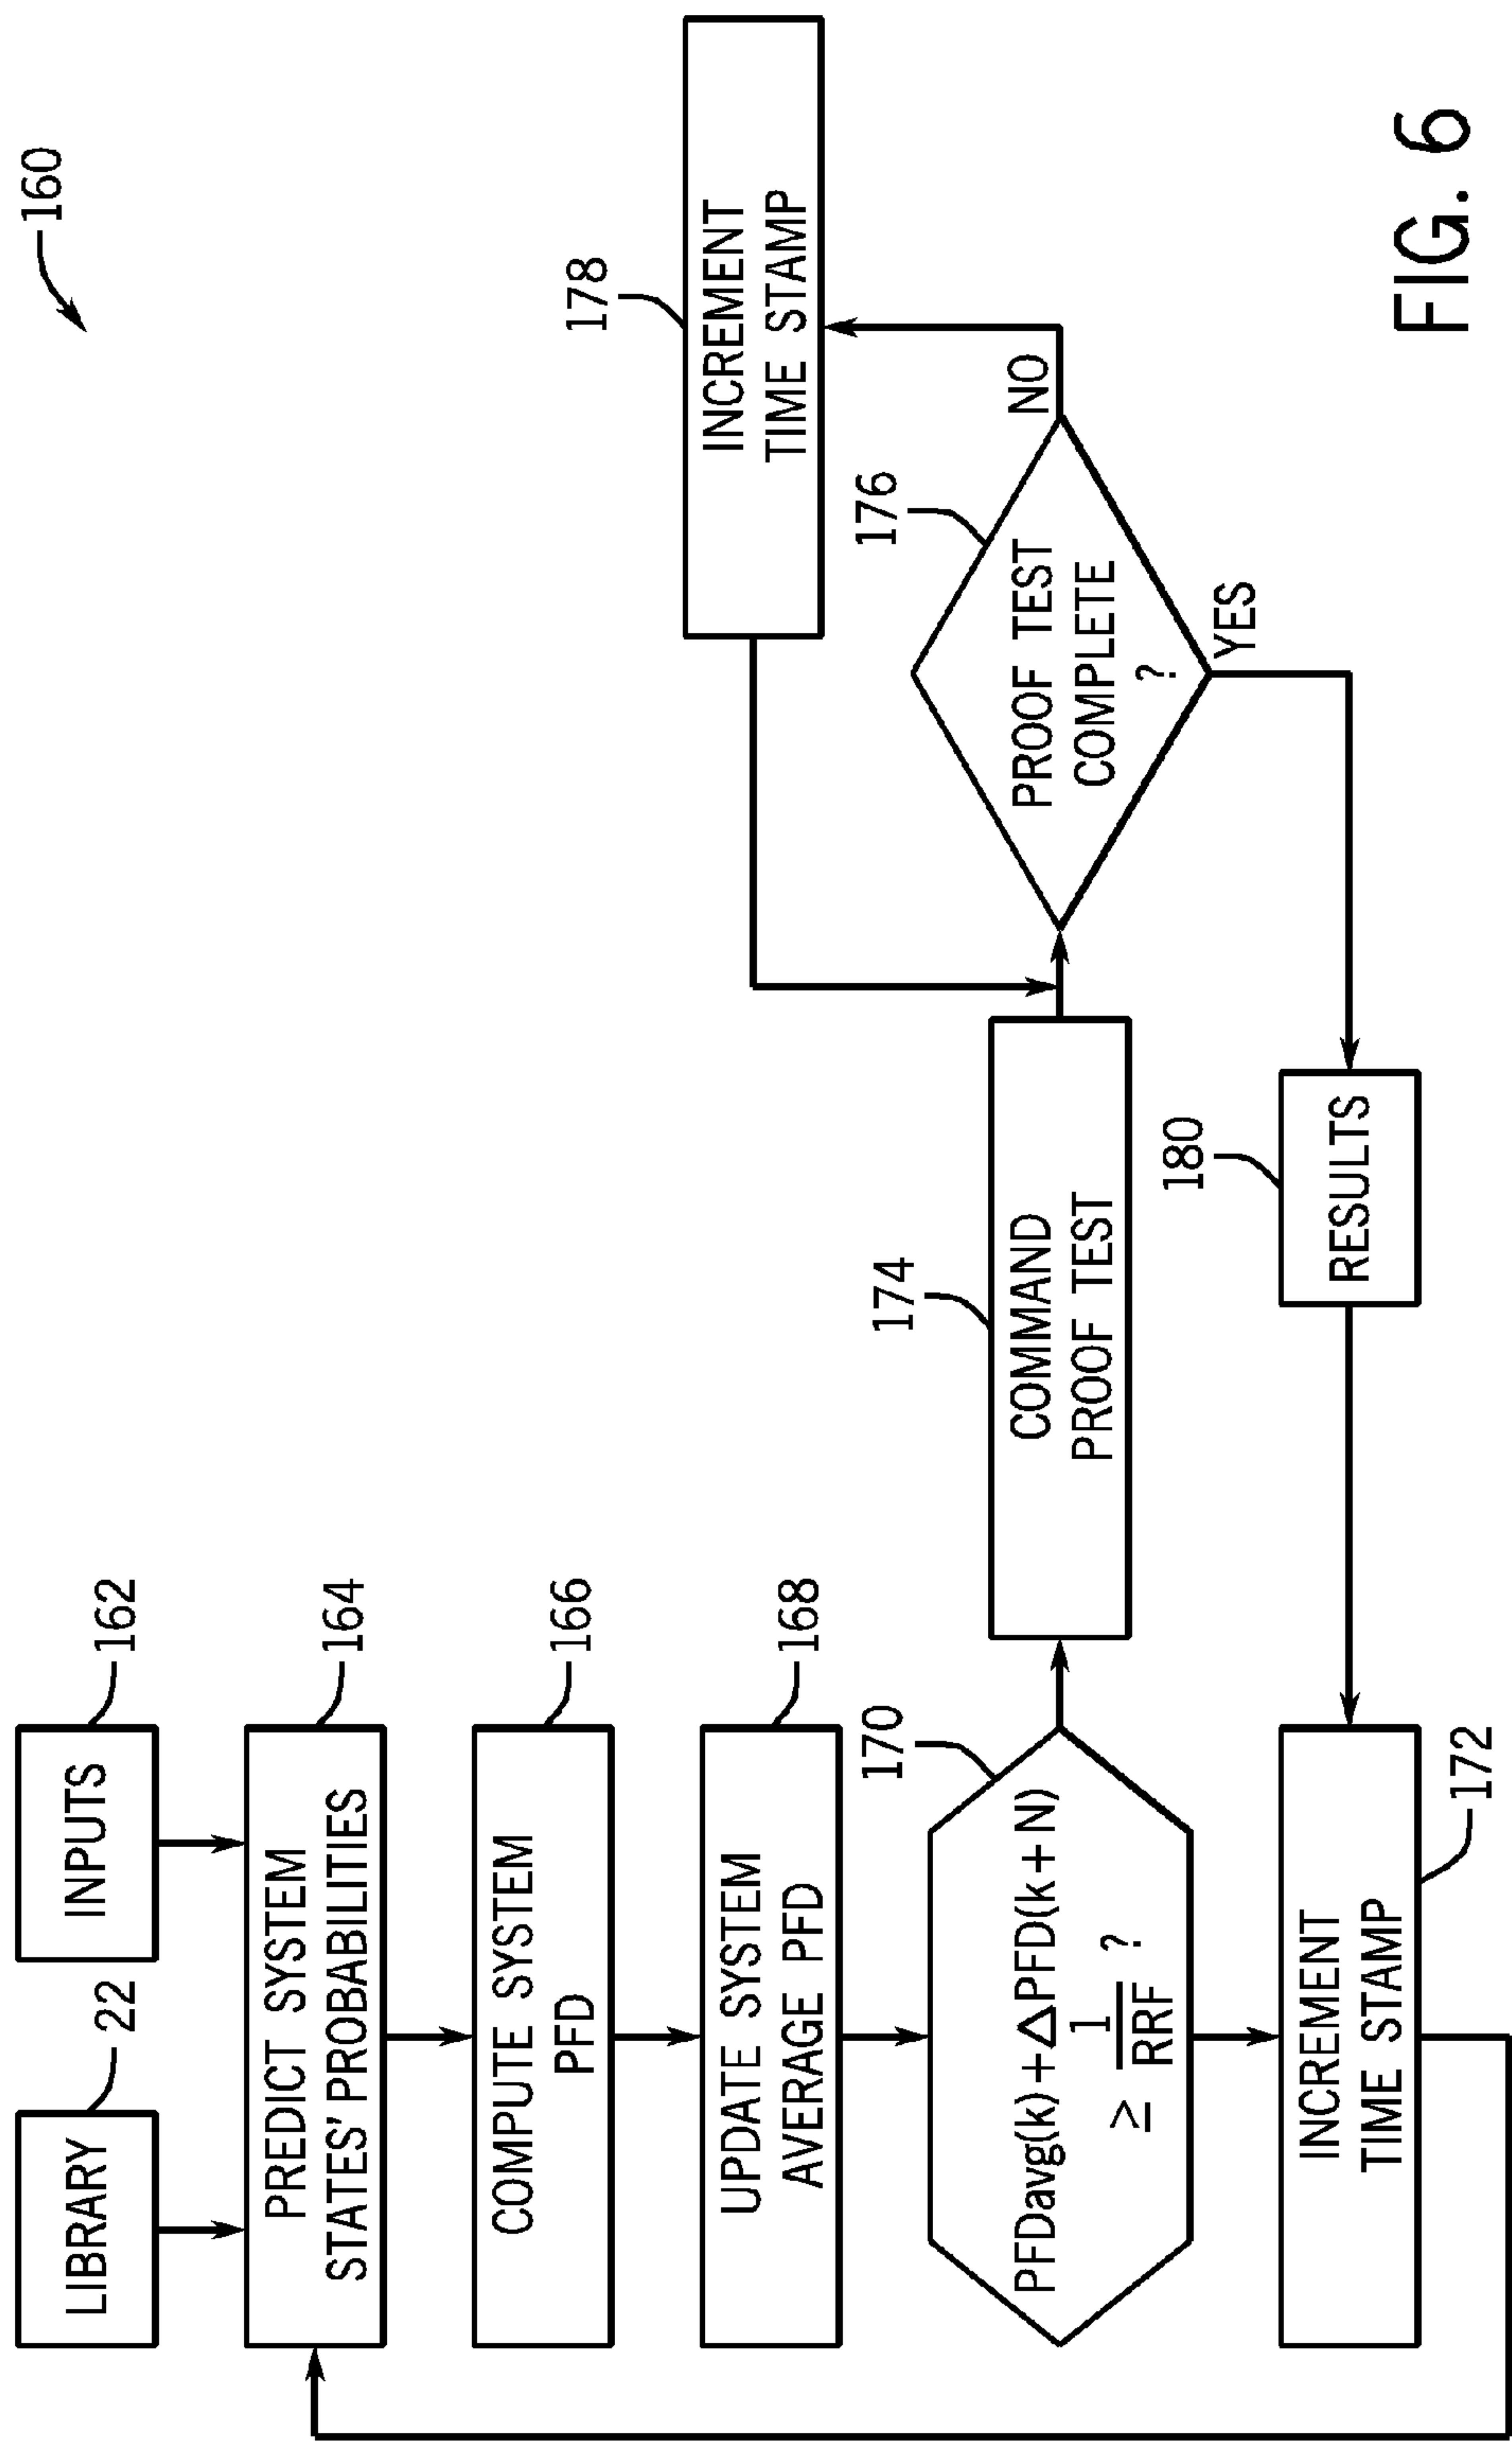 160
LIBRARY
22
INPUTS
162
PREDICT SYSTEM
STATES' PROBABILITIES
164
COMPUTE SYSTEM
PFD
166
UPDATE SYSTEM
AVERAGE PFD
168
PFDavg(k)+ΔPFD(k+N)
≥ 1/RRF ?
170
INCREMENT
TIME STAMP
172
COMMAND
PROOF TEST
174
PROOF TEST
COMPLETE
?
176
NO
YES
INCREMENT
TIME STAMP
178
RESULTS
180
FIG. 6